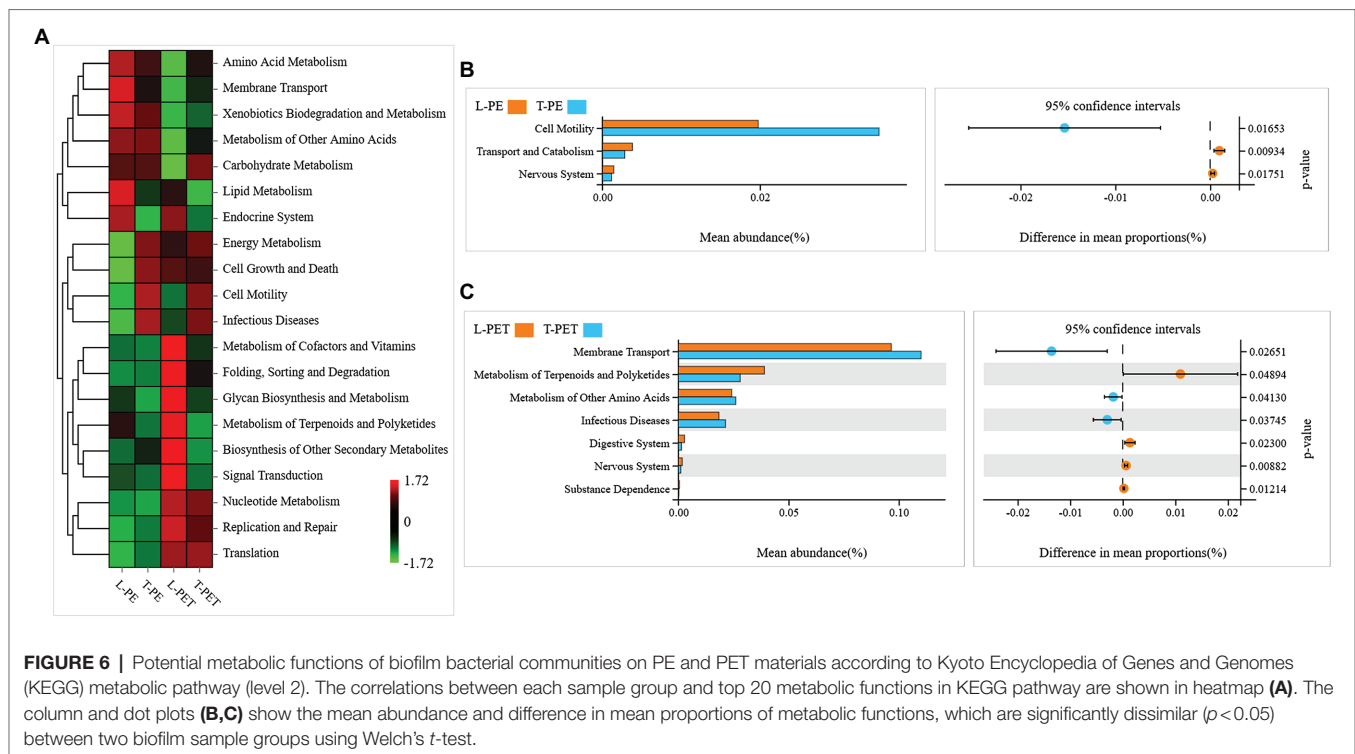 A
Amino Acid Metabolism
Membrane Transport
Xenobiotics Biodegradation and Metabolism
Metabolism of Other Amino Acids
Carbohydrate Metabolism
Lipid Metabolism
Endocrine System
Energy Metabolism
Cell Growth and Death
Cell Motility
Infectious Diseases
Metabolism of Cofactors and Vitamins
Folding, Sorting and Degradation
Glycan Biosynthesis and Metabolism
Metabolism of Terpenoids and Polyketides
Biosynthesis of Other Secondary Metabolites
Signal Transduction
Nucleotide Metabolism
Replication and Repair
Translation
1.72
0
-1.72
L-PE
T-PE
L-PET
T-PET
B
L-PE T-PE
Cell Motility
Transport and Catabolism
Nervous System
0.00 0.02
Mean abundance(%)
95% confidence intervals
0.01653
0.00934
0.01751
p-value
-0.02 -0.01 0.00
Difference in mean proportions(%)
C
L-PET T-PET
Membrane Transport
Metabolism of Terpenoids and Polyketides
Metabolism of Other Amino Acids
Infectious Diseases
Digestive System
Nervous System
Substance Dependence
0.00 0.05 0.10
Mean abundance(%)
95% confidence intervals
0.02651
0.04894
0.04130
0.03745
0.02300
0.00882
0.01214
p-value
-0.02 -0.01 0.00 0.01 0.02
Difference in mean proportions(%)
FIGURE 6 | Potential metabolic functions of biofilm bacterial communities on PE and PET materials according to Kyoto Encyclopedia of Genes and Genomes
(KEGG) metabolic pathway (level 2). The correlations between each sample group and top 20 metabolic functions in KEGG pathway are shown in heatmap (A). The
column and dot plots (B,C) show the mean abundance and difference in mean proportions of metabolic functions, which are significantly dissimilar (p < 0.05)
between two biofilm sample groups using Welch's t-test.